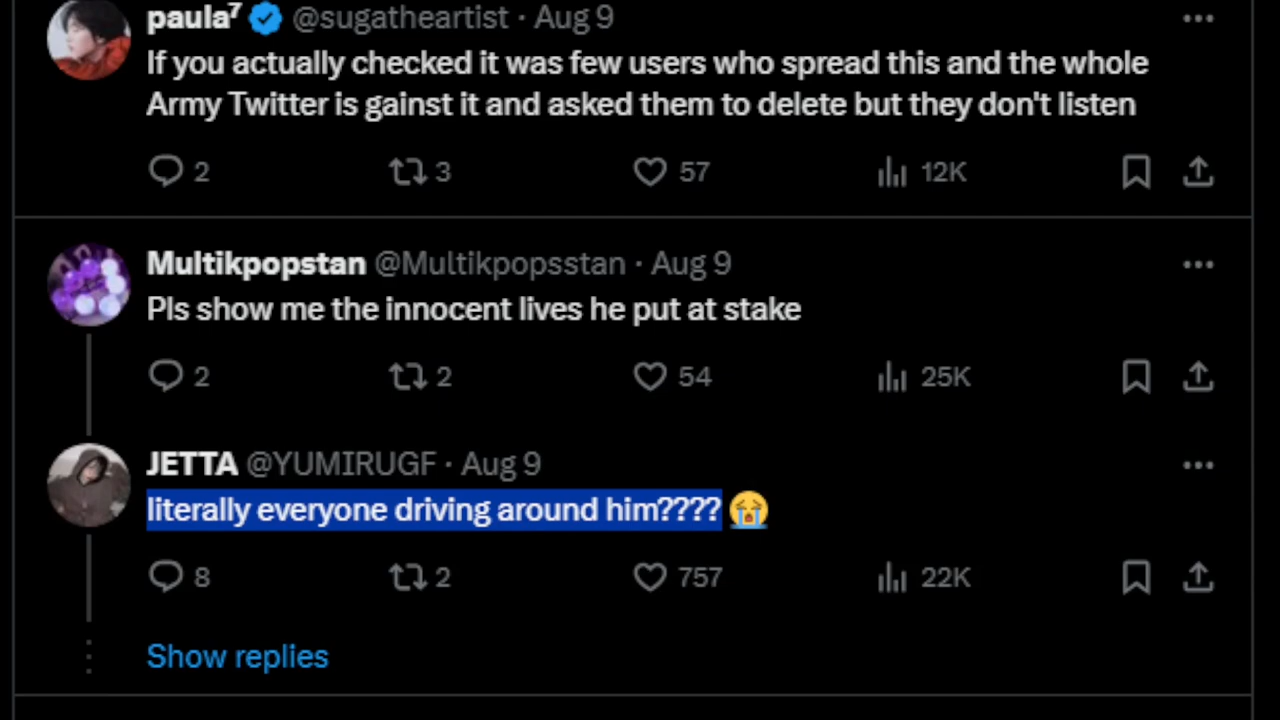 paula⁷ @sugatheartist · Aug 9
If you actually checked it was few users who spread this and the whole
Army Twitter is gainst it and asked them to delete but they don't listen
2 3 57 12K
Multikpopstan @Multikpopsstan · Aug 9
Pls show me the innocent lives he put at stake
2 2 54 25K
JETTA @YUMIRUGF · Aug 9
literally everyone driving around him???? 😭
8 2 757 22K
Show replies